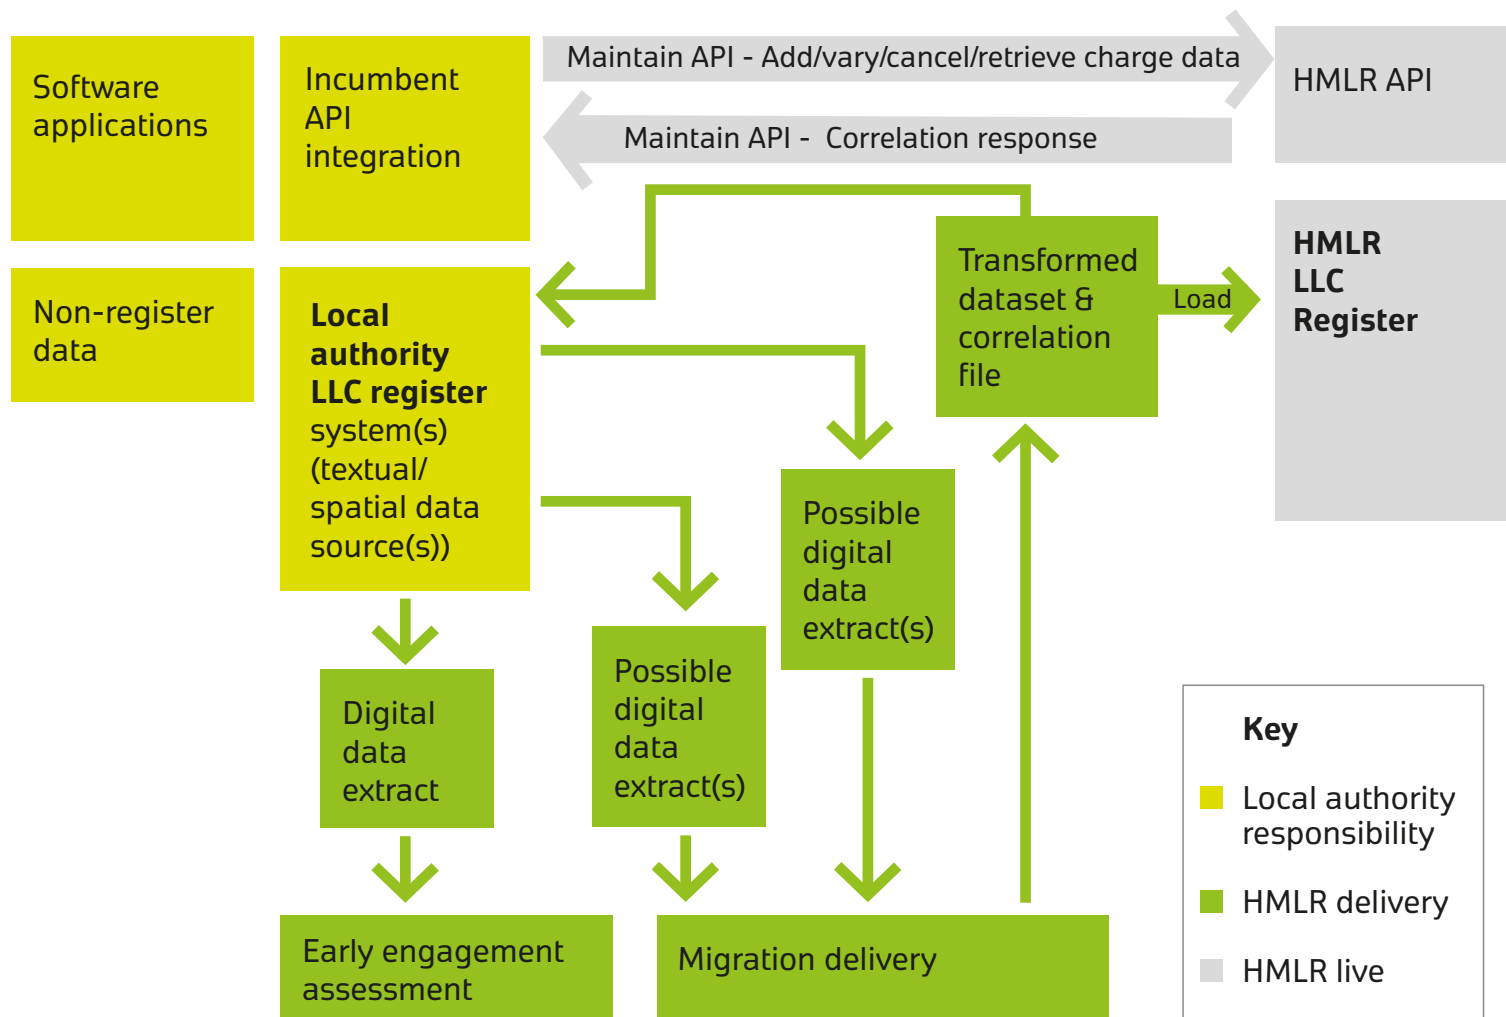 Software
applications
Incumbent
API
integration
Maintain API - Add/vary/cancel/retrieve charge data
Maintain API -  Correlation response
HMLR API
Non-register
data
Local
authority
LLC register
system(s)
(textual/
spatial data
source(s))
Transformed
dataset &
correlation
file
Load
HMLR
LLC
Register
Possible
digital
data
extract(s)
Possible
digital
data
extract(s)
Digital
data
extract
Early engagement
assessment
Migration delivery
Key
Local authority
responsibility
HMLR delivery
HMLR live